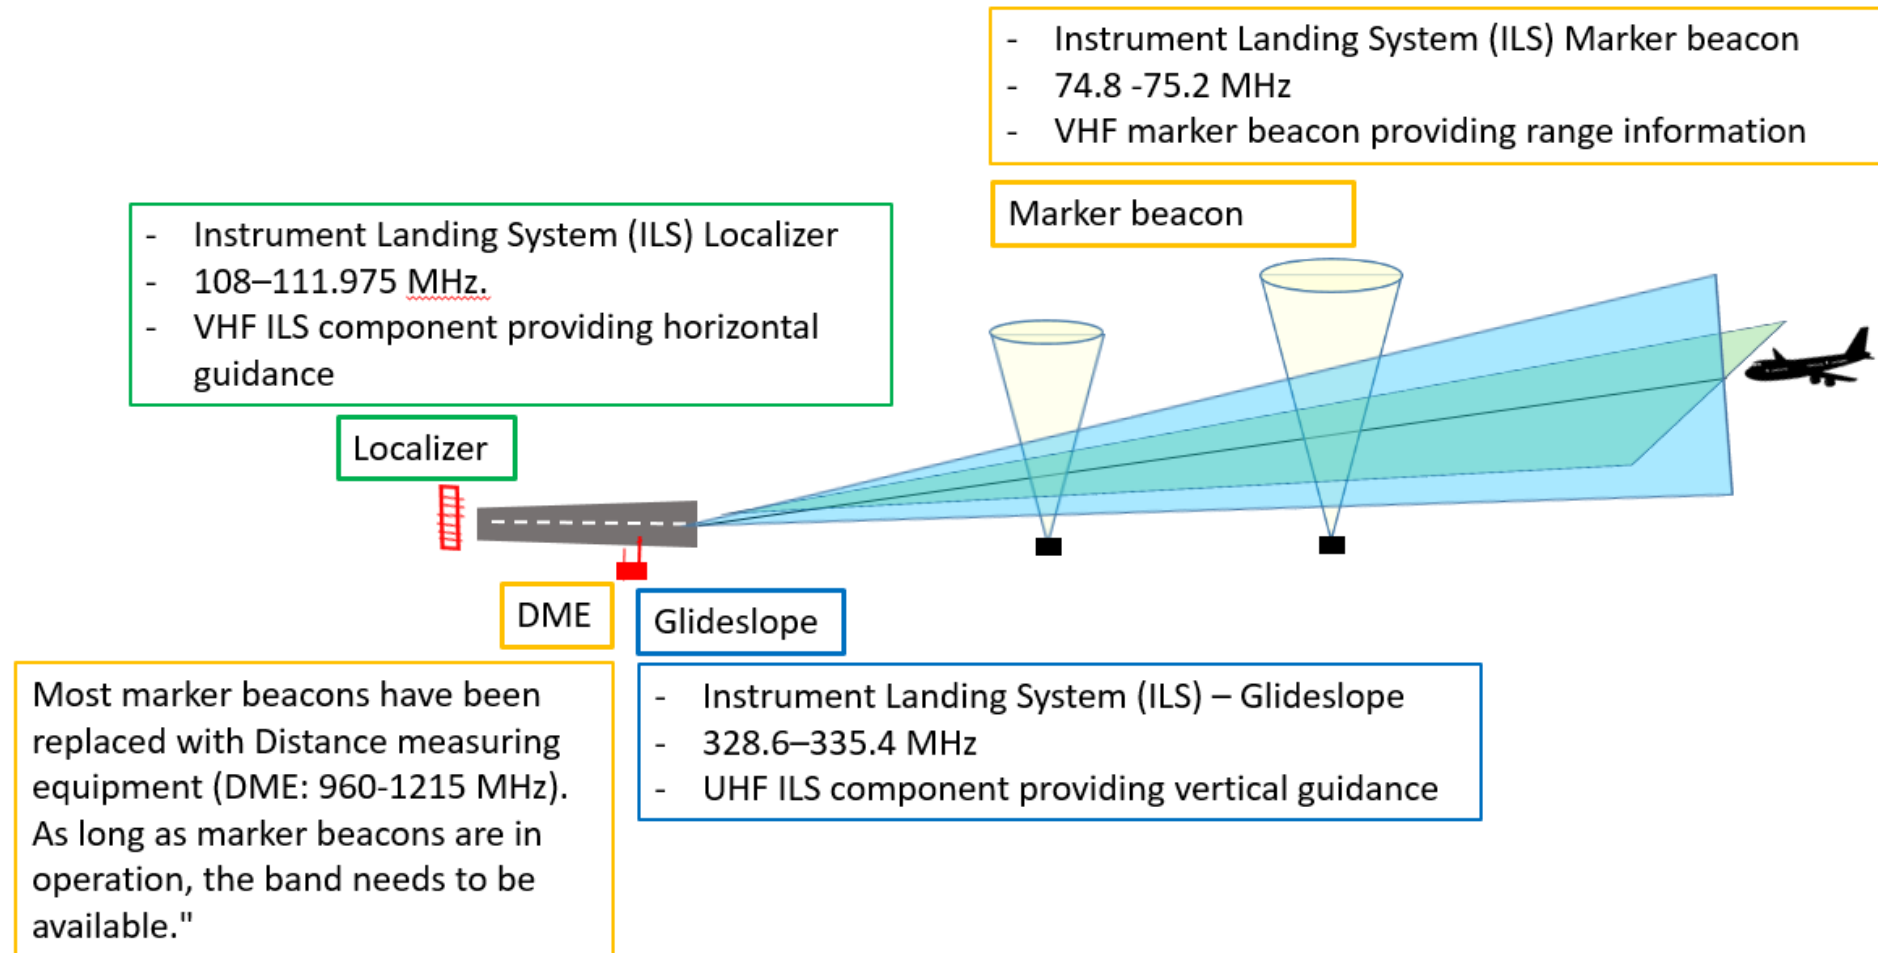 - Instrument Landing System (ILS) Marker beacon
- 74.8 -75.2 MHz
- VHF marker beacon providing range information
Marker beacon
- Instrument Landing System (ILS) Localizer
- 108–111.975 MHz.
- VHF ILS component providing horizontal
guidance
Localizer
DME
Glideslope
Most marker beacons have been
replaced with Distance measuring
equipment (DME: 960-1215 MHz).
As long as marker beacons are in
operation, the band needs to be
available."
- Instrument Landing System (ILS) – Glideslope
- 328.6–335.4 MHz
- UHF ILS component providing vertical guidance